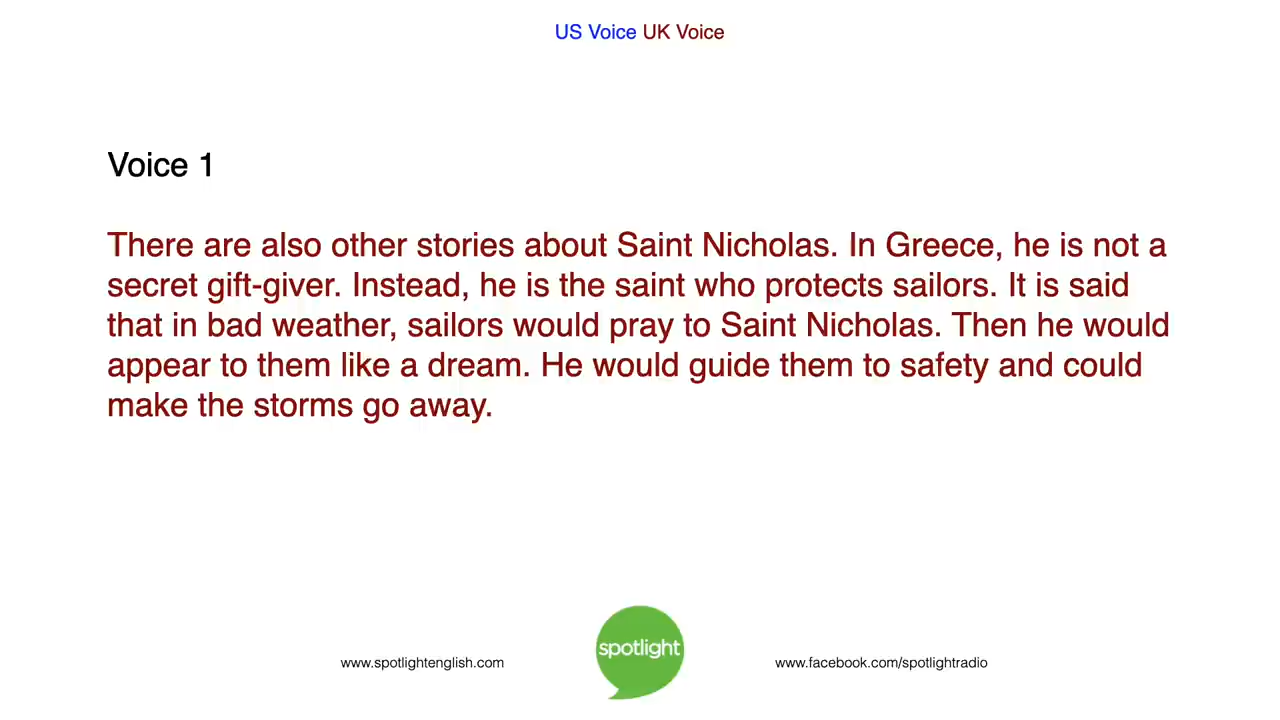 US Voice UK Voice
Voice 1
There are also other stories about Saint Nicholas. In Greece, he is not a
secret gift-giver. Instead, he is the saint who protects sailors. It is said
that in bad weather, sailors would pray to Saint Nicholas. Then he would
appear to them like a dream. He would guide them to safety and could
make the storms go away.
spotlight
www.spotlightenglish.com
www.facebook.com/spotlightradio